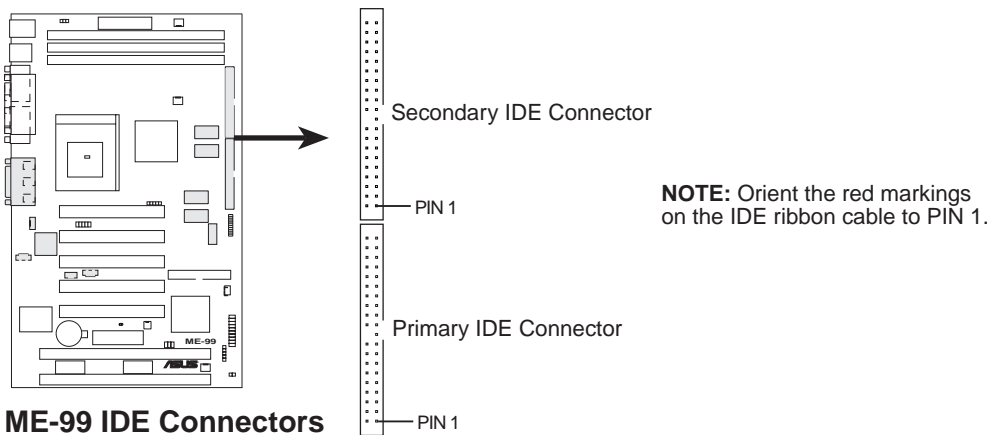 Secondary IDE Connector
PIN 1
NOTE: Orient the red markings
on the IDE ribbon cable to PIN 1.
Primary IDE Connector
PIN 1
ME-99
ASUS
ME-99 IDE Connectors